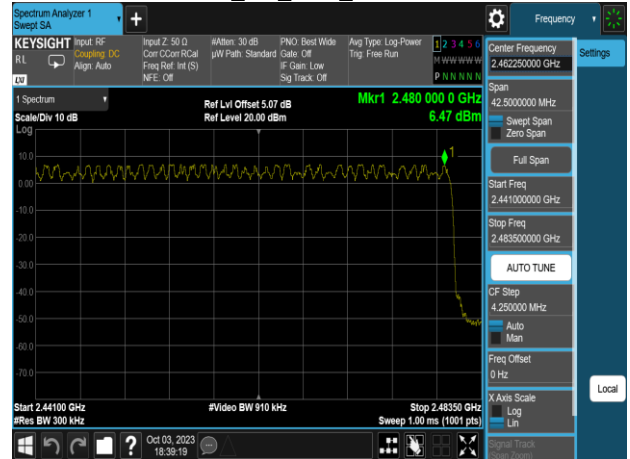 Spectrum Analyzer 1
Swept SA
Frequency
KEYSIGHT
RL
LXI
Input: RF
Coupling: DC
Align: Auto
Input Z: 50 Ω
Corr CCorr RCal
Freq Ref: Int (S)
NFE: Off
#Atten: 30 dB
µW Path: Standard
PNO: Best Wide
Gate: Off
IF Gain: Low
Sig Track: Off
Avg Type: Log-Power
Trig: Free Run
1 2 3 4 5 6
M W W W W W
P N N N N N
1 Spectrum
Scale/Div 10 dB
Log
Ref Lvl Offset 5.07 dB
Ref Level 20.00 dBm
Mkr1 2.480 000 0 GHz
6.47 dBm
1
10.0
0.00
-10.0
-20.0
-30.0
-40.0
-50.0
-60.0
-70.0
Start 2.44100 GHz
#Res BW 300 kHz
#Video BW 910 kHz
Stop 2.48350 GHz
Sweep 1.00 ms (1001 pts)
?
Oct 03, 2023
18:39:19
Center Frequency
2.462250000 GHz
Span
42.5000000 MHz
Swept Span
Zero Span
Full Span
Start Freq
2.441000000 GHz
Stop Freq
2.483500000 GHz
AUTO TUNE
CF Step
4.250000 MHz
Auto
Man
Freq Offset
0 Hz
X Axis Scale
Log
Lin
Signal Track
(Span Zoom)
Settings
Local